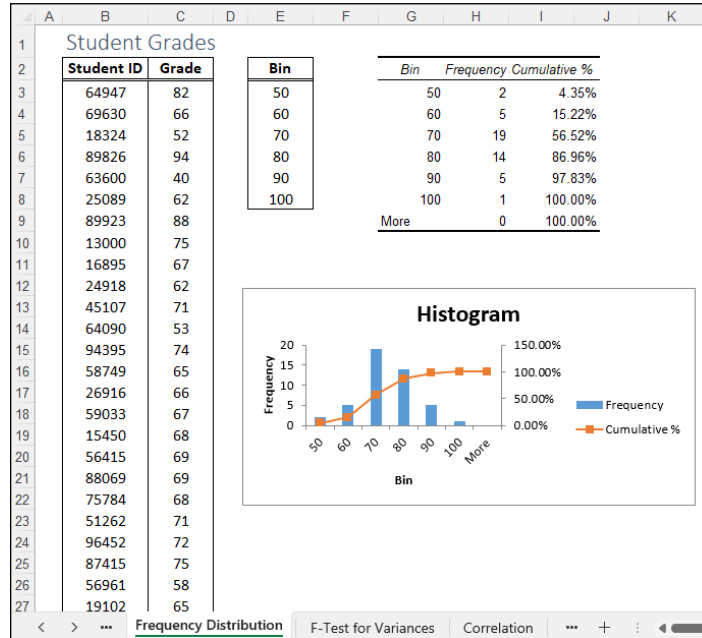 A B C D E F G H I J K
1 Student Grades
2 Student ID Grade Bin Bin Frequency Cumulative %
3 64947 82 50 50 2 4.35%
4 69630 66 60 60 5 15.22%
5 18324 52 70 70 19 56.52%
6 89826 94 80 80 14 86.96%
7 63600 40 90 90 5 97.83%
8 25089 62 100 100 1 100.00%
9 89923 88 More 0 100.00%
10 13000 75
11 16895 67
12 24918 62
13 45107 71
14 64090 53
15 94395 74
16 58749 65
17 26916 66
18 59033 67
19 15450 68
20 56415 69
21 88069 69
22 75784 68
23 51262 71
24 96452 72
25 87415 75
26 56961 58
27 19102 65
Histogram
Frequency
20
15
10
5
0
150.00%
100.00%
50.00%
0.00%
50 60 70 80 90 100 More
Bin
Frequency
Cumulative %
< > ··· Frequency Distribution F-Test for Variances Correlation ··· +